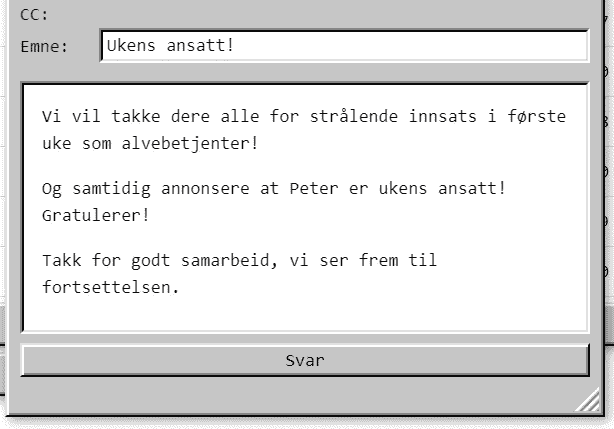 CC:
Emne: Ukens ansatt!
Vi vil takke dere alle for strålende innsats i første
uke som alvebetjenter!
Og samtidig annonsere at Peter er ukens ansatt!
Gratulerer!
Takk for godt samarbeid, vi ser frem til
fortsettelsen.
Svar